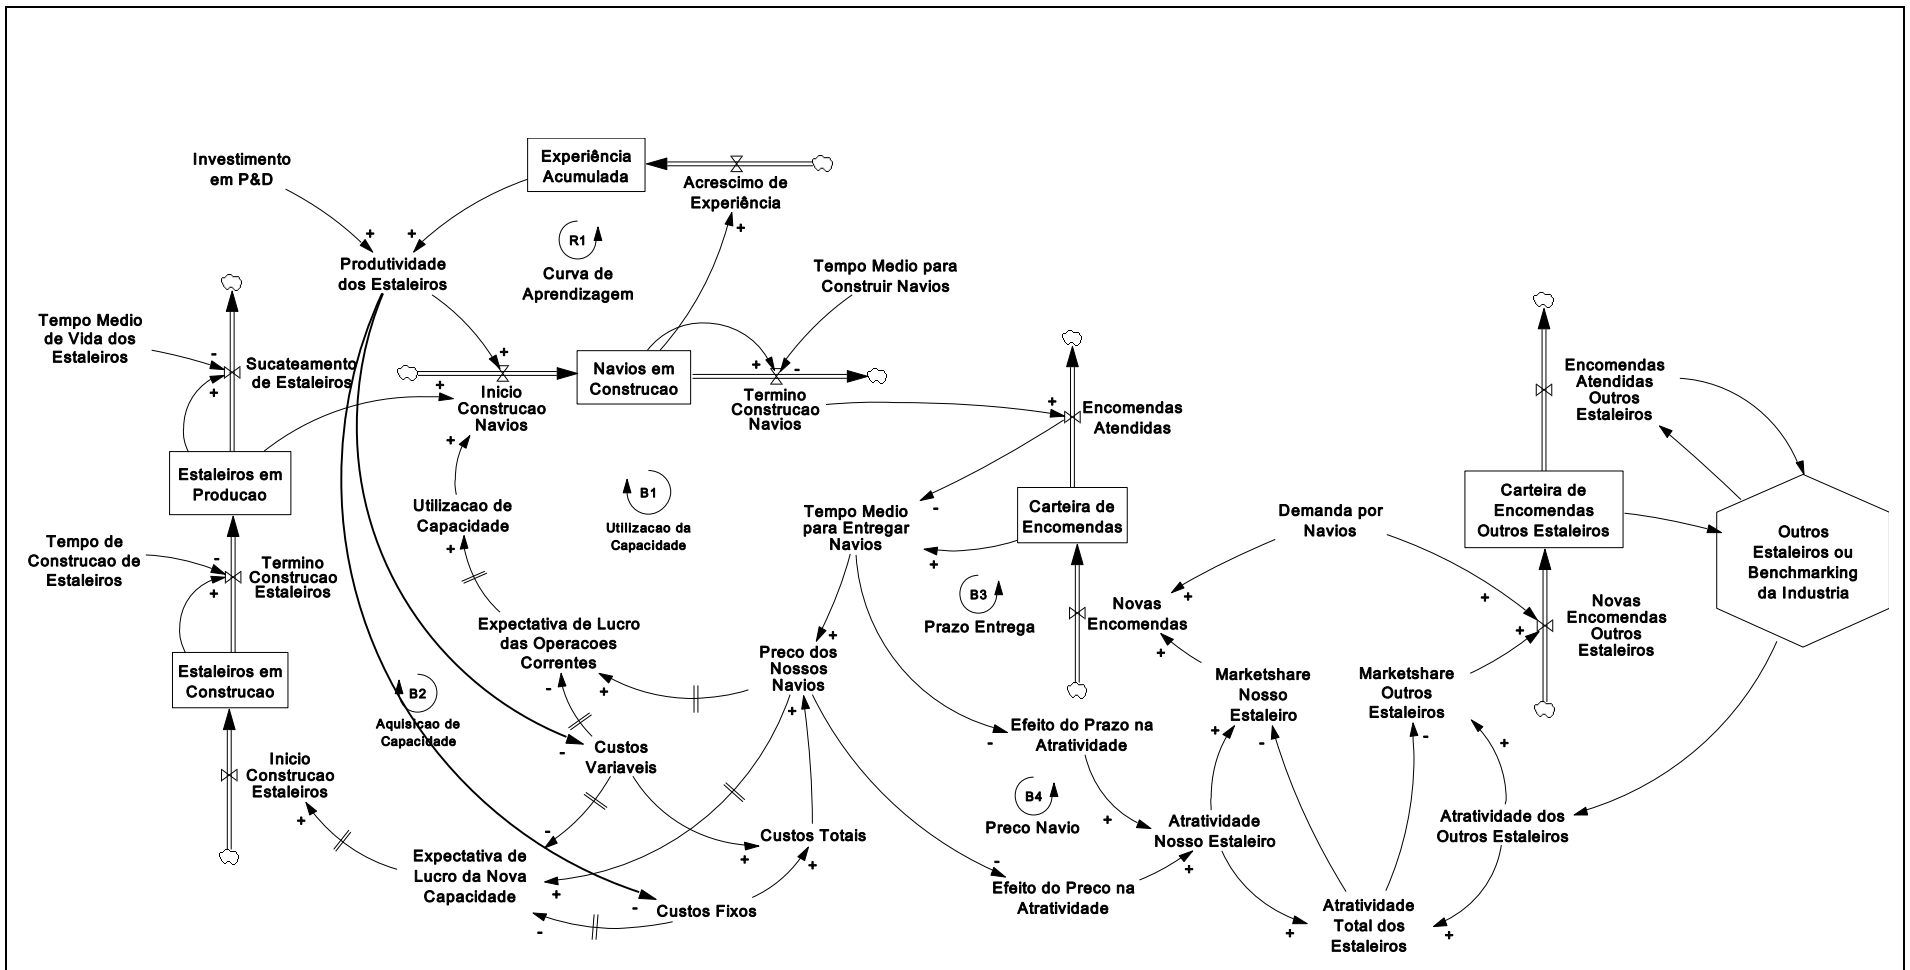 Investimento
em P&D
Experiência
Acumulada
Acrescimo de
Experiência
+
+
+
R1
Curva de
Aprendizagem
Produtividade
dos Estaleiros
Tempo Medio para
Construir Navios
Tempo Medio
de Vida dos
Estaleiros
-
+
Sucateamento
de Estaleiros
+
+
+
Inicio
Construcao
Navios
Navios em
Construcao
+
-
Termino
Construcao
Navios
+
Encomendas
Atendidas
Encomendas
Atendidas
Outros
Estaleiros
Estaleiros em
Producao
Utilizacao de
Capacidade
+
B1
Utilizacao da
Capacidade
Tempo Medio
para Entregar
Navios
-
+
Carteira de
Encomendas
Demanda por
Navios
Carteira de
Encomendas
Outros Estaleiros
Outros
Estaleiros ou
Benchmarking
da Industria
Tempo de
Construcao de
Estaleiros
-
+
Termino
Construcao
Estaleiros
B3
Prazo Entrega
Novas
Encomendas
+
+
+
+
Novas
Encomendas
Outros
Estaleiros
Expectativa de Lucro
das Operacoes
Correntes
-
+
+
Preco dos
Nossos
Navios
+
Estaleiros em
Construcao
Marketshare
Nosso
Estaleiro
+
-
Marketshare
Outros
Estaleiros
-
+
B2
Aquisicao de
Capacidade
-
Custos
Variaveis
-
Efeito do Prazo na
Atratividade
Inicio
Construcao
Estaleiros
+
B4
Preco Navio
+
Atratividade
Nosso Estaleiro
+
Atratividade dos
Outros Estaleiros
-
Custos Totais
+
+
Expectativa de
Lucro da Nova
Capacidade
+
-
-
Custos Fixos
-
Efeito do Preco na
Atratividade
+
Atratividade
Total dos
Estaleiros
+